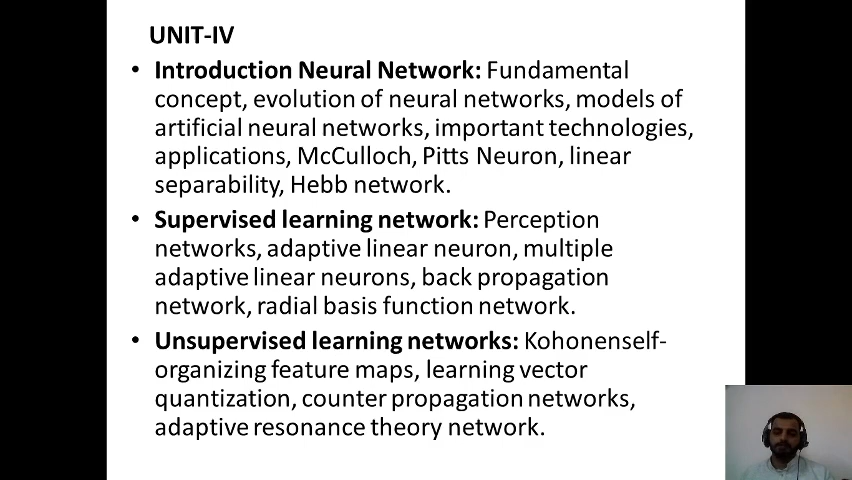 UNIT-IV
• Introduction Neural Network: Fundamental
concept, evolution of neural networks, models of
artificial neural networks, important technologies,
applications, McCulloch, Pitts Neuron, linear
separability, Hebb network.
• Supervised learning network: Perception
networks, adaptive linear neuron, multiple
adaptive linear neurons, back propagation
network, radial basis function network.
• Unsupervised learning networks: Kohonenself-
organizing feature maps, learning vector
quantization, counter propagation networks,
adaptive resonance theory network.